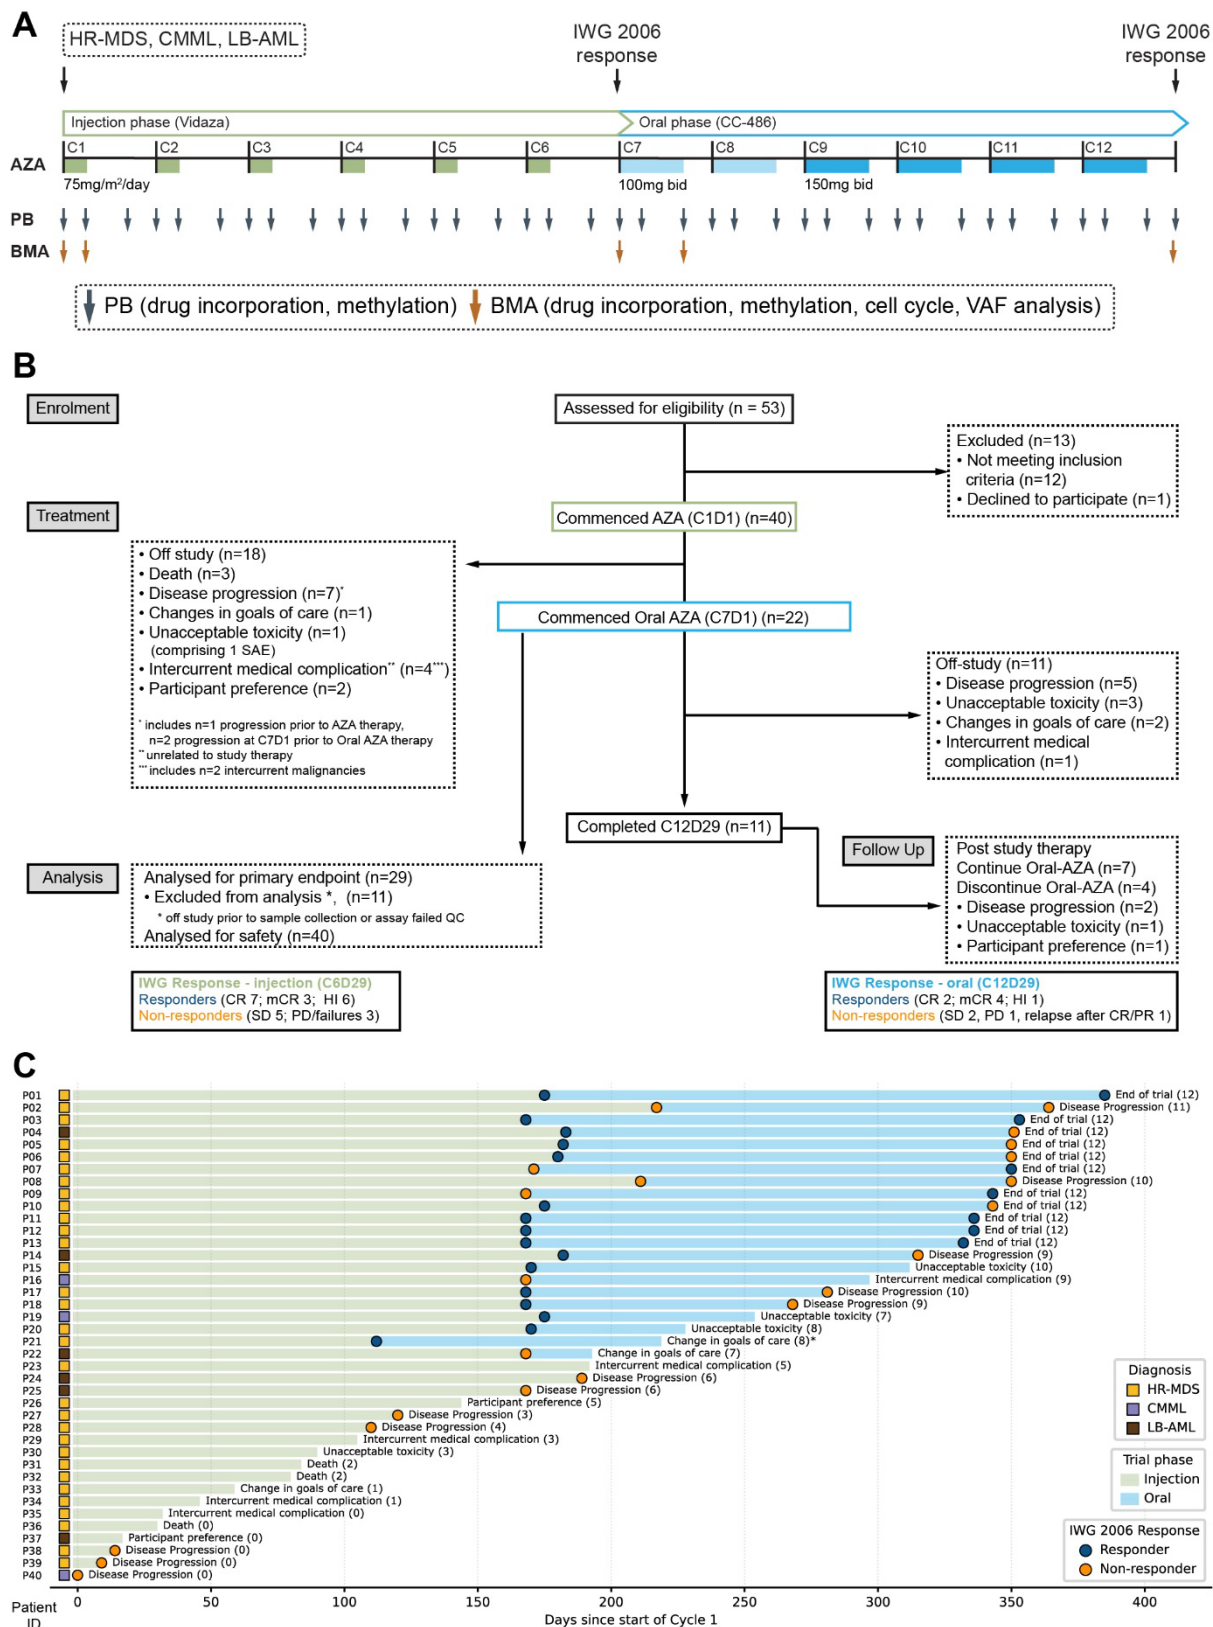 A
HR-MDS, CMML, LB-AML
IWG 2006
response
IWG 2006
response
Injection phase (Vidaza)
Oral phase (CC-486)
AZA
C1 C2 C3 C4 C5 C6 C7 C8 C9 C10 C11 C12
75mg/m²/day
100mg bid
150mg bid
PB
BMA
PB (drug incorporation, methylation)
BMA (drug incorporation, methylation, cell cycle, VAF analysis)
B
Enrolment
Assessed for eligibility (n = 53)
Excluded (n=13)
• Not meeting inclusion
criteria (n=12)
• Declined to participate (n=1)
Treatment
Commenced AZA (C1D1) (n=40)
• Off study (n=18)
• Death (n=3)
• Disease progression (n=7)*
• Changes in goals of care (n=1)
• Unacceptable toxicity (n=1)
(comprising 1 SAE)
• Intercurrent medical complication** (n=4***)
• Participant preference (n=2)
* includes n=1 progression prior to AZA therapy,
n=2 progression at C7D1 prior to Oral AZA therapy
** unrelated to study therapy
*** includes n=2 intercurrent malignancies
Commenced Oral AZA (C7D1) (n=22)
Off-study (n=11)
• Disease progression (n=5)
• Unacceptable toxicity (n=3)
• Changes in goals of care (n=2)
• Intercurrent medical
complication (n=1)
Completed C12D29 (n=11)
Follow Up
Post study therapy
Continue Oral-AZA (n=7)
Discontinue Oral-AZA (n=4)
• Disease progression (n=2)
• Unacceptable toxicity (n=1)
• Participant preference (n=1)
Analysis
Analysed for primary endpoint (n=29)
• Excluded from analysis *, (n=11)
* off study prior to sample collection or assay failed QC
Analysed for safety (n=40)
IWG Response - injection (C6D29)
Responders (CR 7; mCR 3; HI 6)
Non-responders (SD 5; PD/failures 3)
IWG Response - oral (C12D29)
Responders (CR 2; mCR 4; HI 1)
Non-responders (SD 2, PD 1, relapse after CR/PR 1)
C
P01 End of trial (12)
P02 Disease Progression (11)
P03 End of trial (12)
P04 End of trial (12)
P05 End of trial (12)
P06 End of trial (12)
P07 End of trial (12)
P08 Disease Progression (10)
P09 End of trial (12)
P10 End of trial (12)
P11 End of trial (12)
P12 End of trial (12)
P13 End of trial (12)
P14 Disease Progression (9)
P15 Unacceptable toxicity (10)
P16 Intercurrent medical complication (9)
P17 Disease Progression (10)
P18 Disease Progression (9)
P19 Unacceptable toxicity (7)
P20 Unacceptable toxicity (8)
P21 Change in goals of care (8)*
P22 Change in goals of care (7)
P23 Intercurrent medical complication (5)
P24 Disease Progression (6)
P25 Disease Progression (6)
P26 Participant preference (5)
P27 Disease Progression (3)
P28 Disease Progression (4)
P29 Intercurrent medical complication (3)
P30 Unacceptable toxicity (3)
P31 Death (2)
P32 Death (2)
P33 Change in goals of care (1)
P34 Intercurrent medical complication (1)
P35 Intercurrent medical complication (0)
P36 Death (0)
P37 Participant preference (0)
P38 Disease Progression (0)
P39 Disease Progression (0)
P40 Disease Progression (0)
Diagnosis
HR-MDS
CMML
LB-AML
Trial phase
Injection
Oral
IWG 2006 Response
Responder
Non-responder
0 50 100 150 200 250 300 350 400
Patient
ID
Days since start of Cycle 1